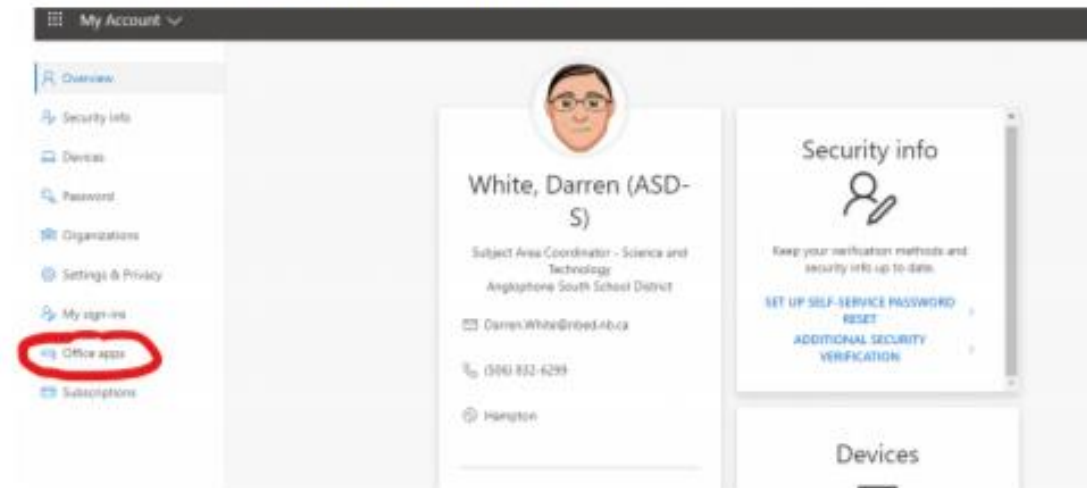 My Account
Overview
Security info
Devices
Password
Organizations
Settings & Privacy
My sign-ins
Office apps
Subscriptions
White, Darren (ASD-
S)
Subject Area Coordinator - Science and
Technology
Anglophone South School District
Darren.White@nbed.nb.ca
(506) 832-6299
Hampton
Security info
Keep your verification methods and
security info up to date.
SET UP SELF-SERVICE PASSWORD
RESET
ADDITIONAL SECURITY
VERIFICATION
Devices